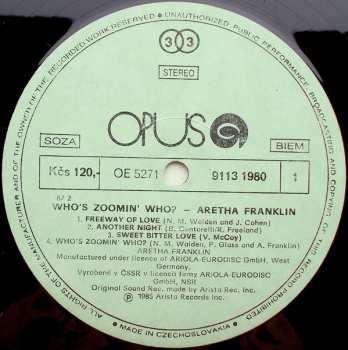 ALL RIGHTS OF THE MANUFACTURER AND OF THE OWNER OF THE RECORDED WORK RESERVED • UNAUTHORIZED PUBLIC PERFORMANCE, BROADCASTING AND COPYING OF THIS RECORD PROHIBITED
33
STEREO
OPUS
SOZA
BIEM
Kčs 120,- OE 5271 9113 1980 1
67 2
WHO'S ZOOMIN' WHO? – ARETHA FRANKLIN
1. FREEWAY OF LOVE (N. M. Walden and J. Cohen)
2. ANOTHER NIGHT (B. Cantorelli/R. Freeland)
3. SWEET BITTER LOVE (V. McCoy)
4. WHO'S ZOOMIN' WHO? (N. M. Walden, P. Glass and A. Franklin)
ARETHA FRANKLIN
Manufactured under licence of ARIOLA-EURODISC GmbH, West
Germany.
Vyrobené v ČSSR v licencii firmy ARIOLA-EURODISC
GmbH, NSR
Original Sound Rec. made by Arista Rec. Inc.
℗ 1985 Arista Records Inc.
• MADE IN CZECHOSLOVAKIA •